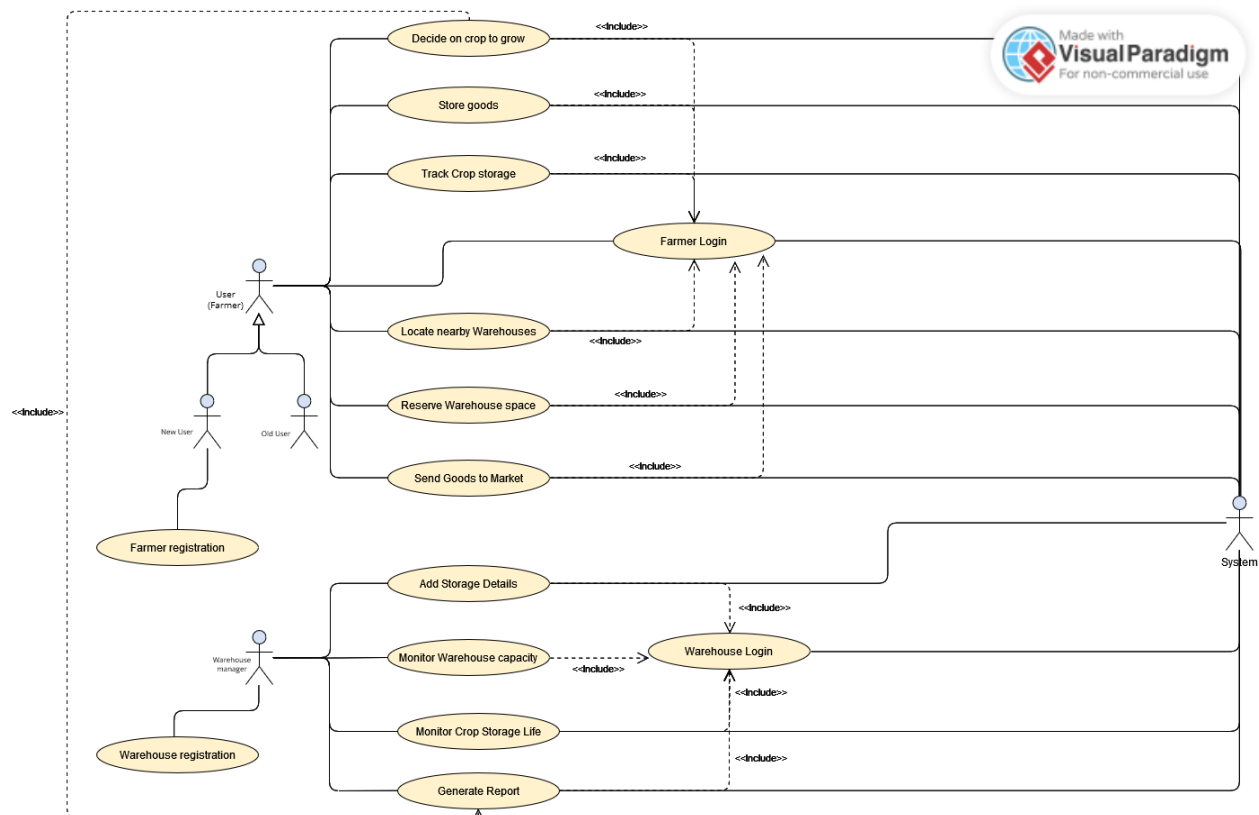 <<Include>>
Decide on crop to grow
Made with
Visual Paradigm
For non-commercial use
<<Include>>
Store goods
<<Include>>
Track Crop storage
Farmer Login
User
(Farmer)
Locate nearby Warehouses
<<Include>>
<<Include>>
Reserve Warehouse space
<<Include>>
New User
Old User
<<Include>>
Send Goods to Market
Farmer registration
System
Add Storage Details
<<Include>>
Warehouse
manager
Monitor Warehouse capacity
<<Include>>
Warehouse Login
<<Include>>
Monitor Crop Storage Life
Warehouse registration
<<Include>>
Generate Report